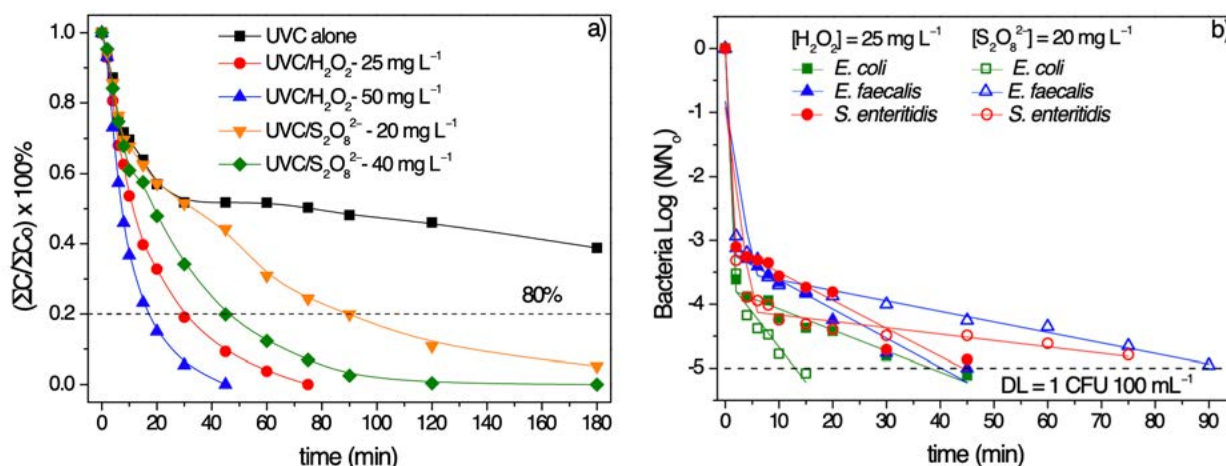 a)
UVC alone
UVC/H₂O₂- 25 mg L⁻¹
UVC/H₂O₂- 50 mg L⁻¹
UVC/S₂O₈²⁻ - 20 mg L⁻¹
UVC/S₂O₈²⁻ - 40 mg L⁻¹
80%
(ΣC/ΣC₀) x 100%
1.0
0.8
0.6
0.4
0.2
0.0
0 20 40 60 80 100 120 140 160 180
time (min)
b)
[H₂O₂] = 25 mg L⁻¹ [S₂O₈²⁻] = 20 mg L⁻¹
E. coli E. coli
E. faecalis E. faecalis
S. enteritidis S. enteritidis
Bacteria Log (N/Nₒ)
0
-1
-2
-3
-4
-5
-6
DL = 1 CFU 100 mL⁻¹
0 10 20 30 40 50 60 70 80 90
time (min)